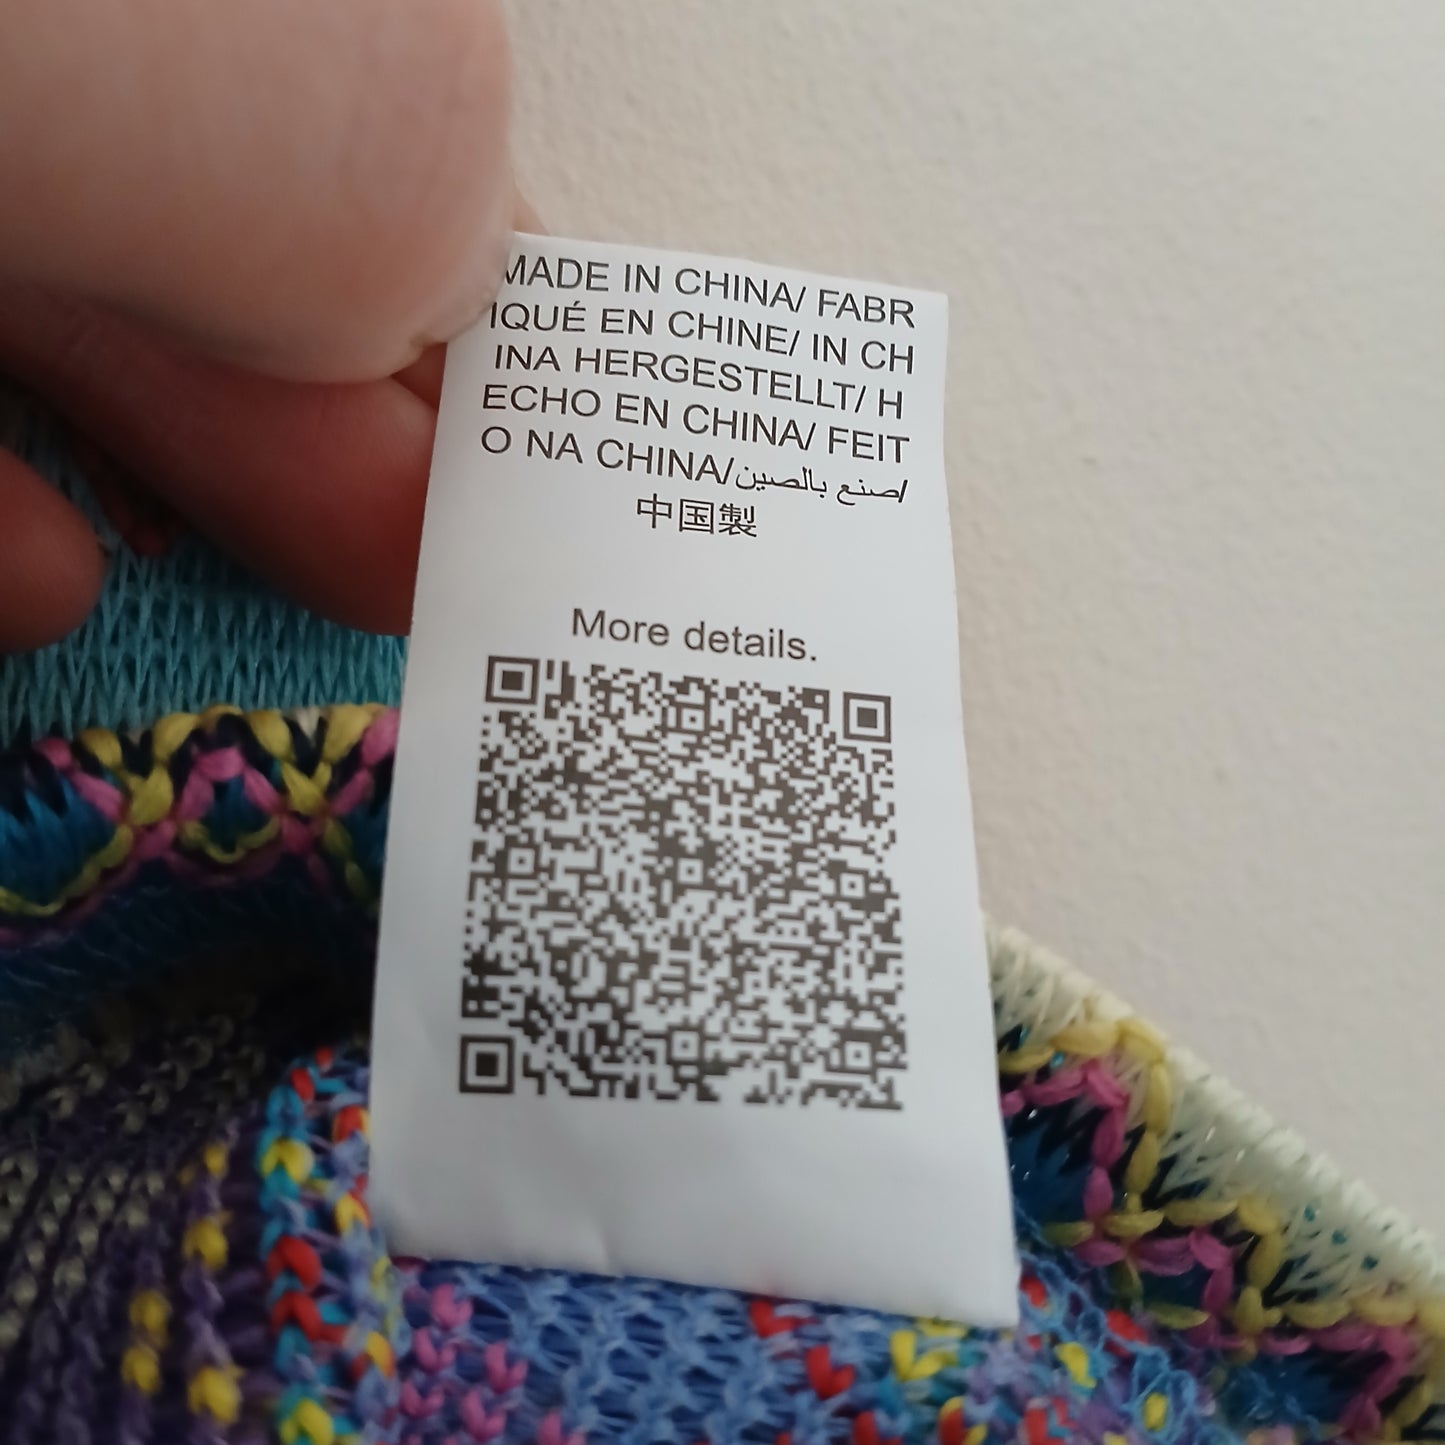 MADE IN CHINA/ FABR
IQUÉ EN CHINE/ IN CH
INA HERGESTELLT/ H
ECHO EN CHINA/ FEIT
O NA CHINA/صنع بالصين/
中国製
More details.